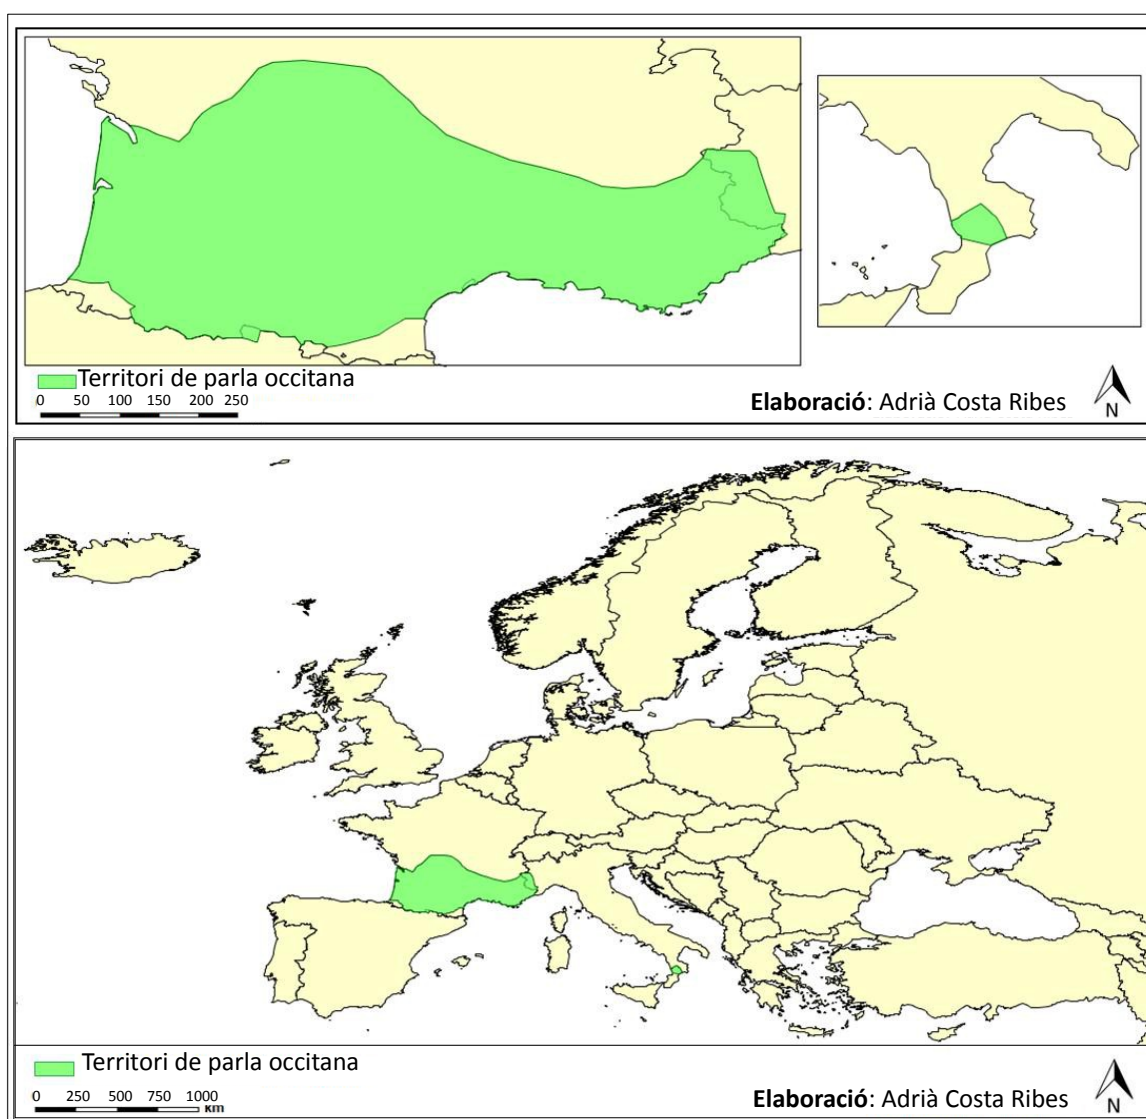 Territori de parla occitana
0 50 100 150 200 250
Elaboració: Adrià Costa Ribes
N
Territori de parla occitana
0 250 500 750 1000
km
Elaboració: Adrià Costa Ribes
N